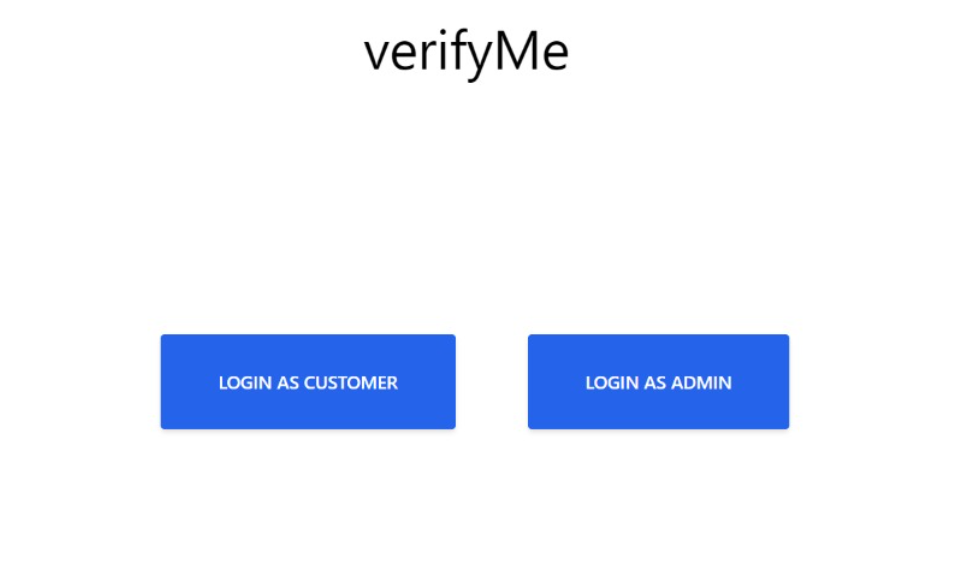 verifyMe
LOGIN AS CUSTOMER
LOGIN AS ADMIN